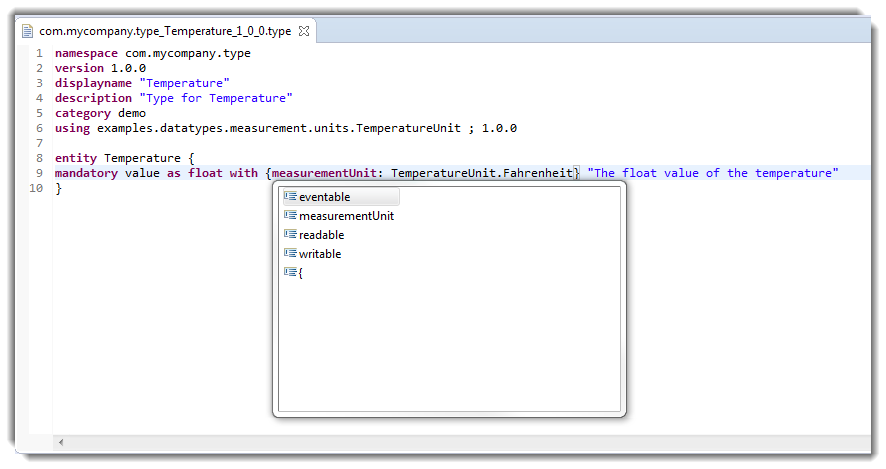 com.mycompany.type_Temperature_1_0_0.type
1 namespace com.mycompany.type
2 version 1.0.0
3 displayname "Temperature"
4 description "Type for Temperature"
5 category demo
6 using examples.datatypes.measurement.units.TemperatureUnit ; 1.0.0
7
8 entity Temperature {
9 mandatory value as float with {measurementUnit: TemperatureUnit.Fahrenheit} "The float value of the temperature"
10 }
eventable
measurementUnit
readable
writable
{